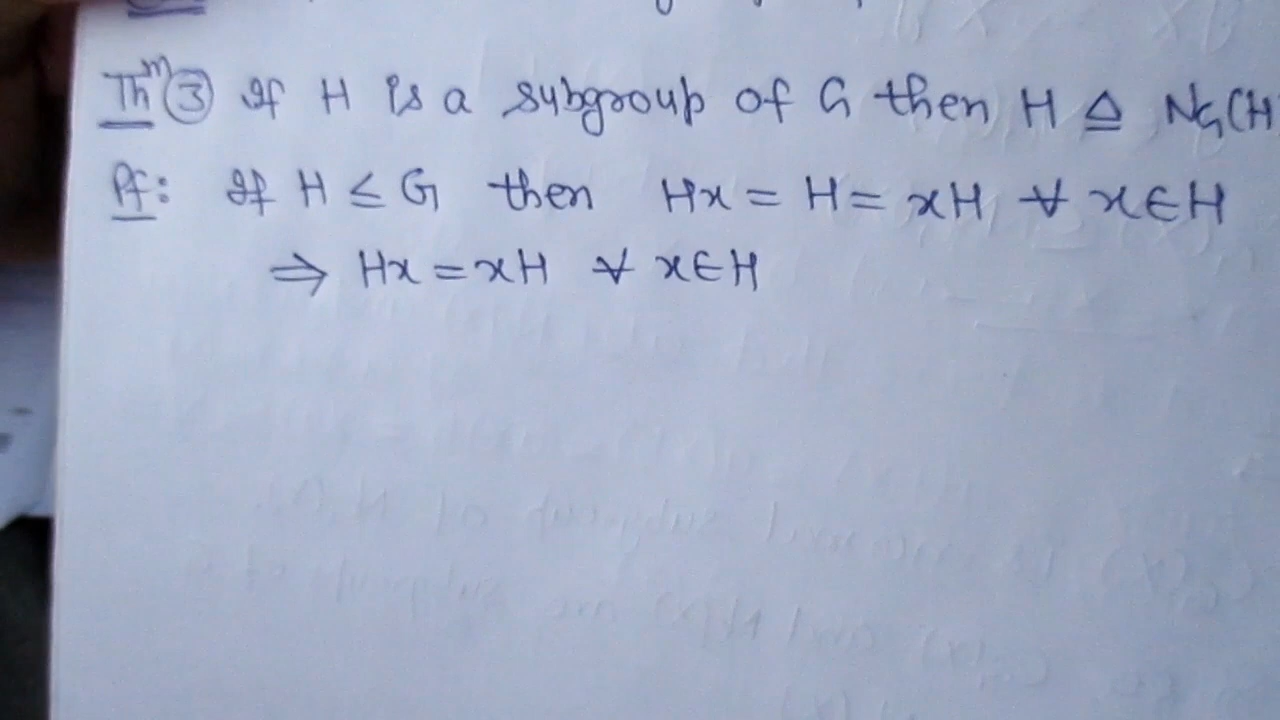 Thm ③ If H is a subgroup of G then H ⊴ NG(H
Pf: If H ≤ G then Hx = H = xH ∀ x∈H
⇒ Hx = xH ∀ x∈H